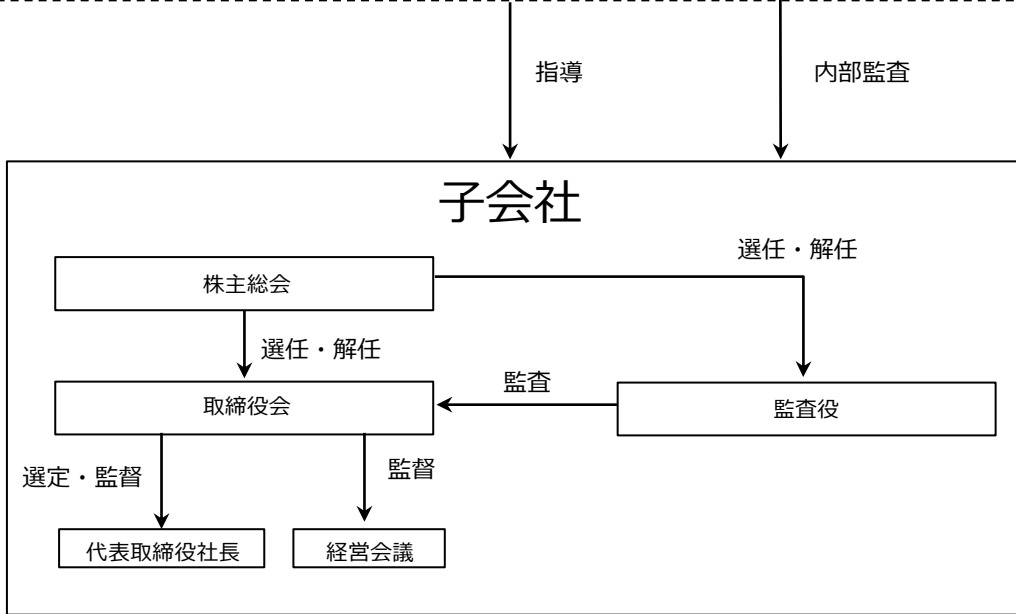 指導
内部監査
子会社
選任・解任
株主総会
選任・解任
監査
取締役会
監査役
選定・監督
監督
代表取締役社長
経営会議